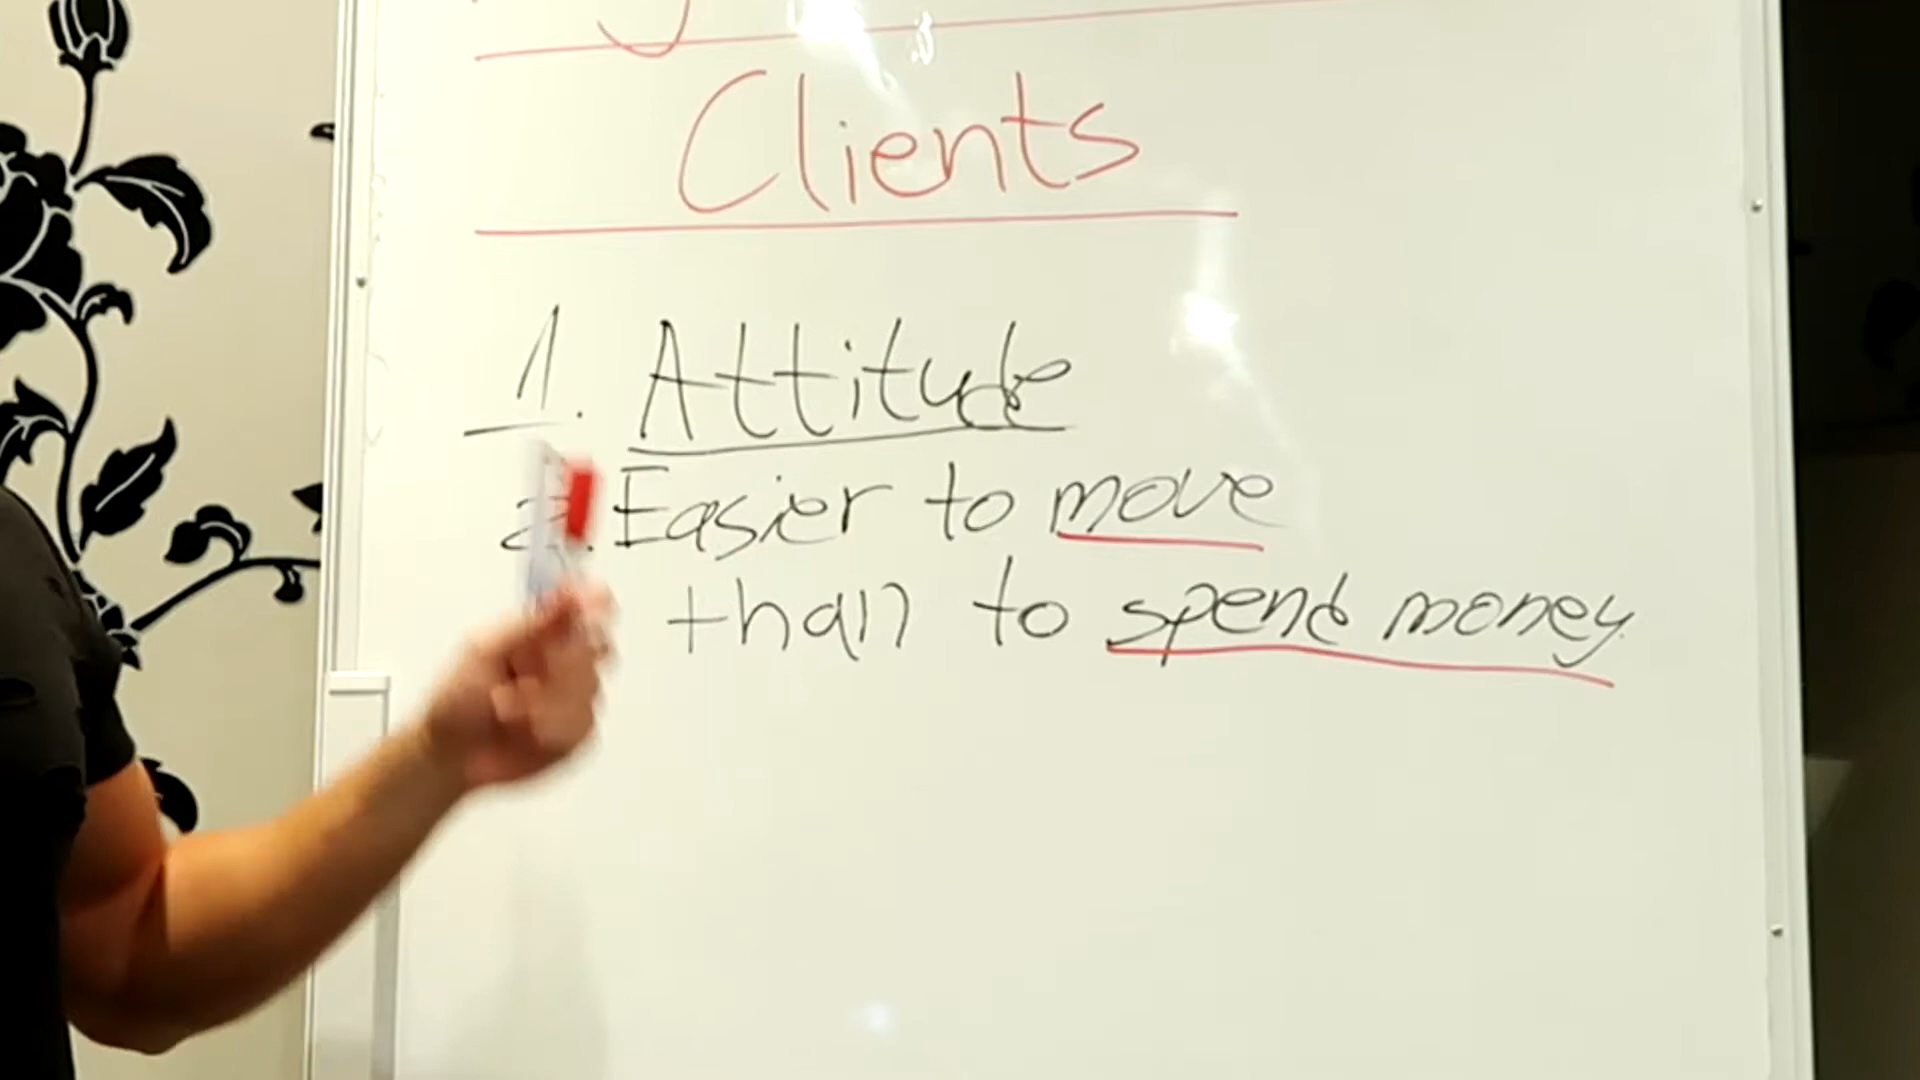 Clients
1. Attitude
2. Easier to move
than to spend money